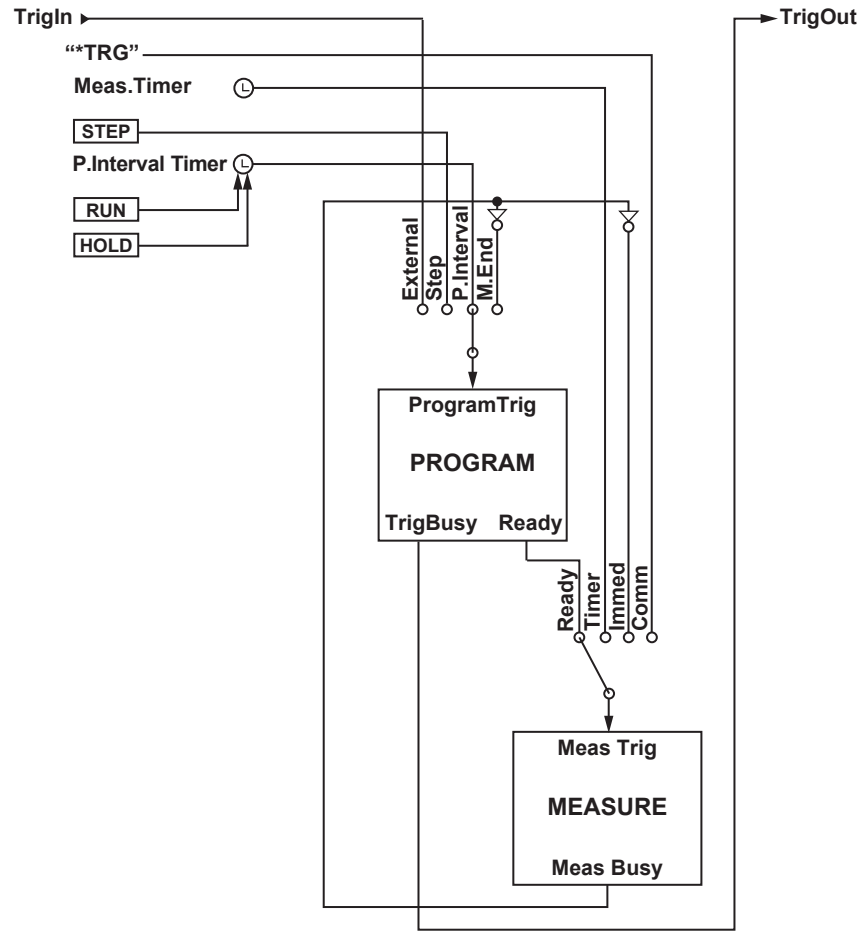 TrigIn
TrigOut
“*TRG”
Meas.Timer
STEP
P.Interval Timer
RUN
HOLD
External
Step
P.Interval
M.End
ProgramTrig
PROGRAM
TrigBusy Ready
Ready
Timer
Immed
Comm
Meas Trig
MEASURE
Meas Busy